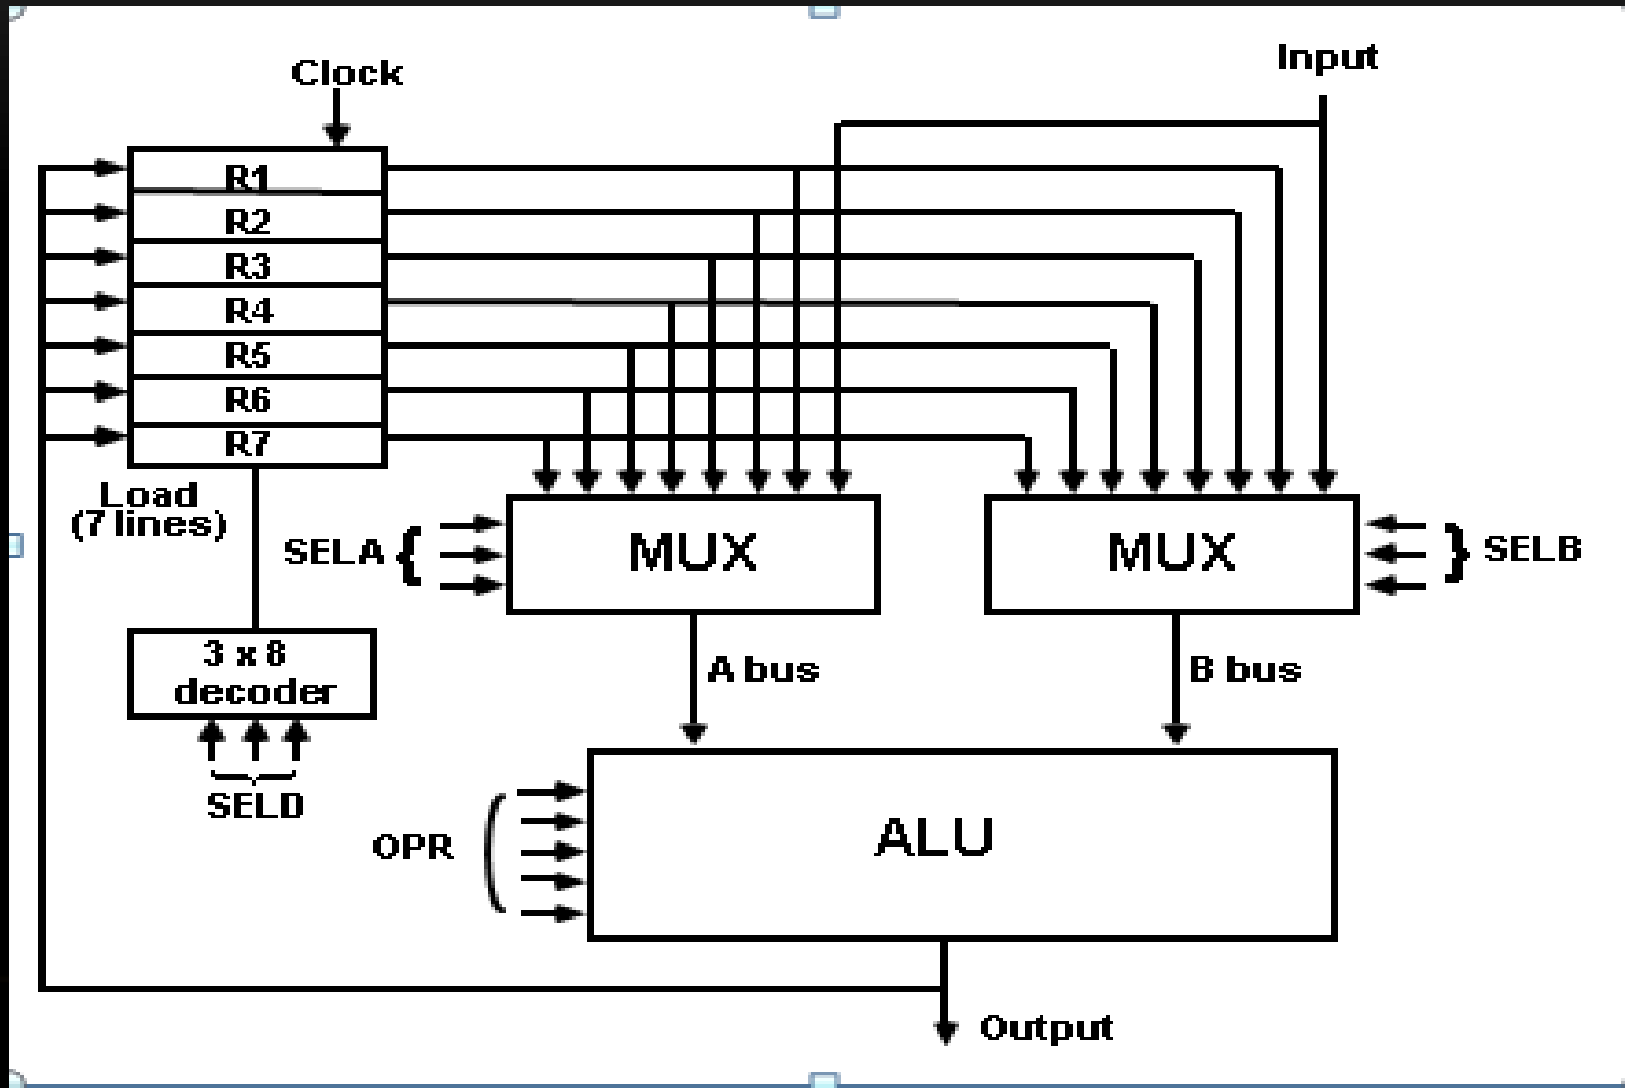 Clock
Input
R1
R2
R3
R4
R5
R6
R7
Load
(7 lines)
SELA {
MUX
MUX
} SELB
3 x 8
decoder
A bus
B bus
SELD
OPR
ALU
Output